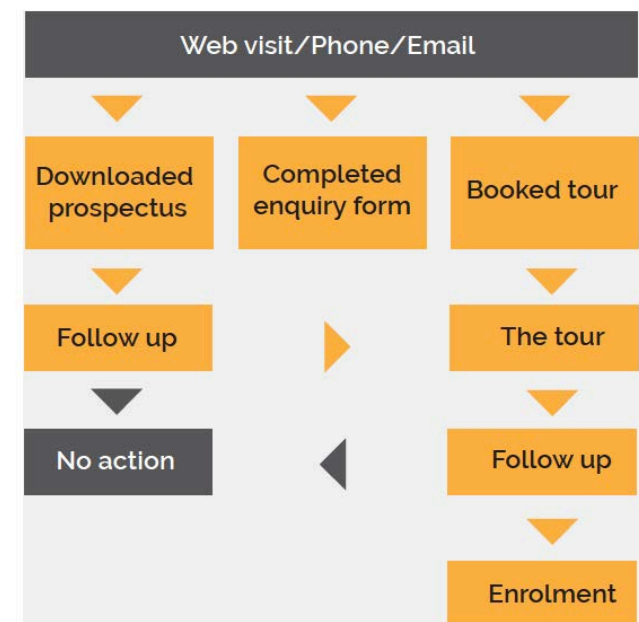 Web visit/Phone/Email
Downloaded
prospectus
Completed
enquiry form
Booked tour
Follow up
The tour
No action
Follow up
Enrolment